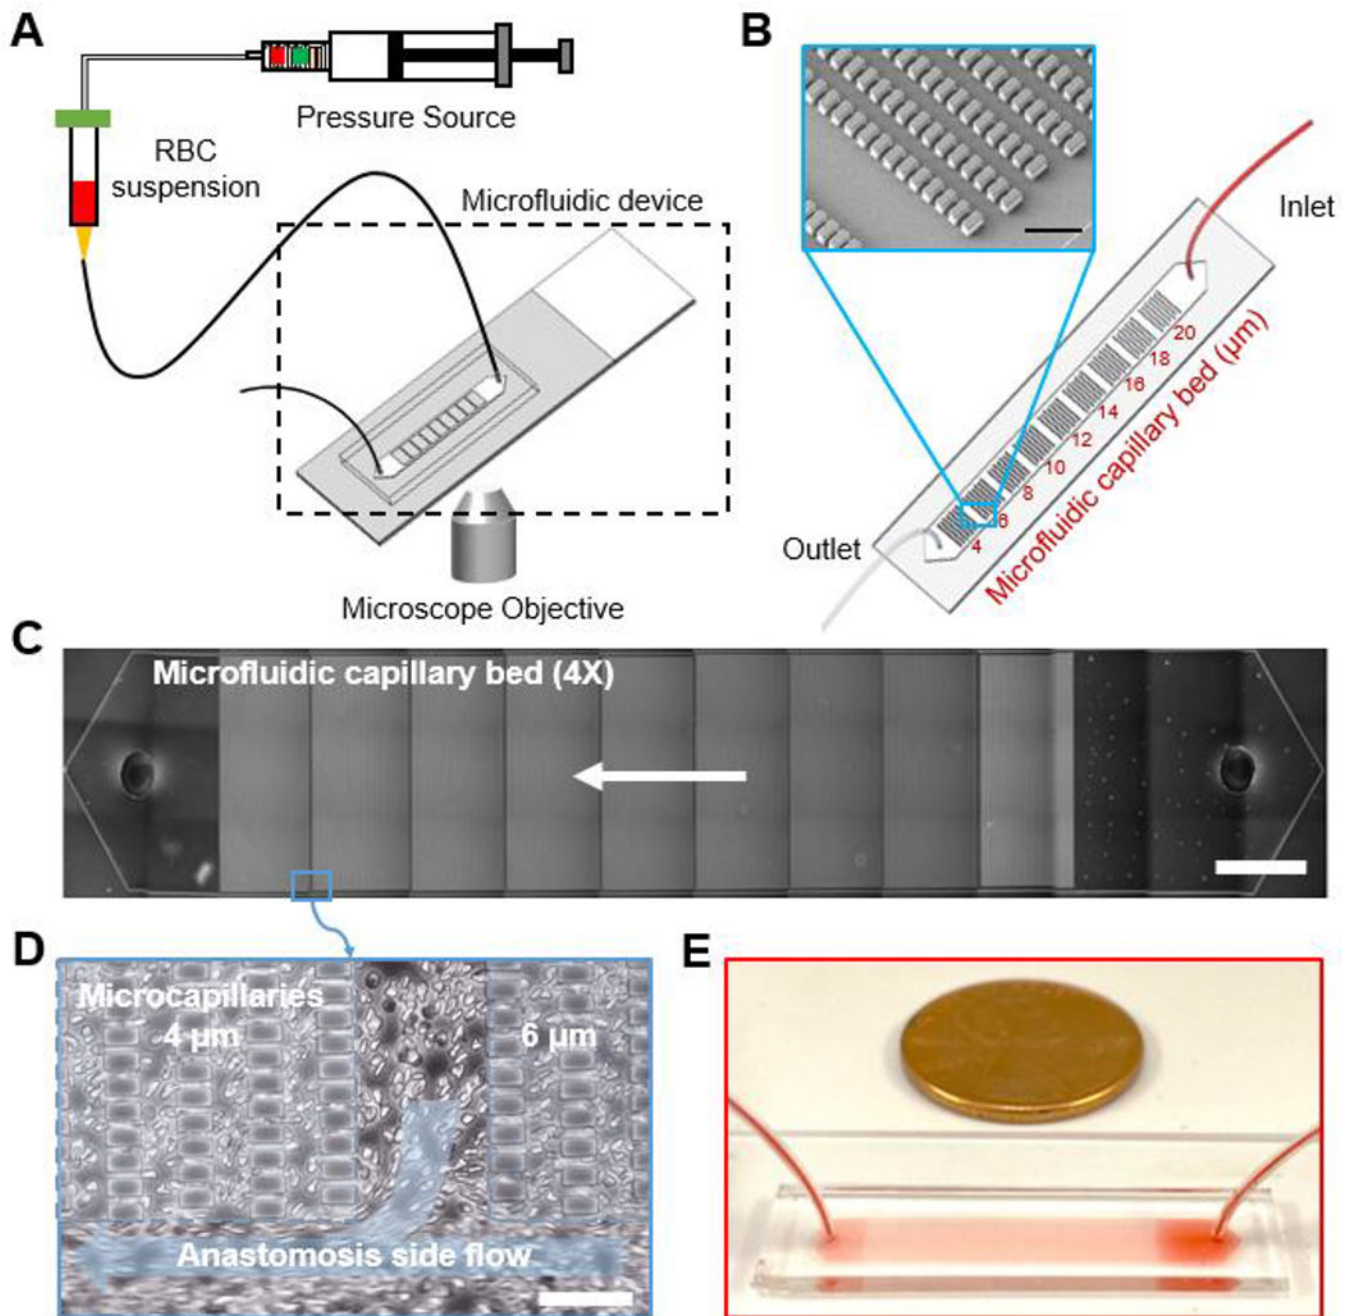 A
Pressure Source
RBC
suspension
Microfluidic device
Microscope Objective
B
Inlet
20
18
16
14
12
10
8
6
4
Microfluidic capillary bed (µm)
Outlet
C
Microfluidic capillary bed (4X)
D
Microcapillaries
4 µm
6 µm
Anastomosis side flow
E